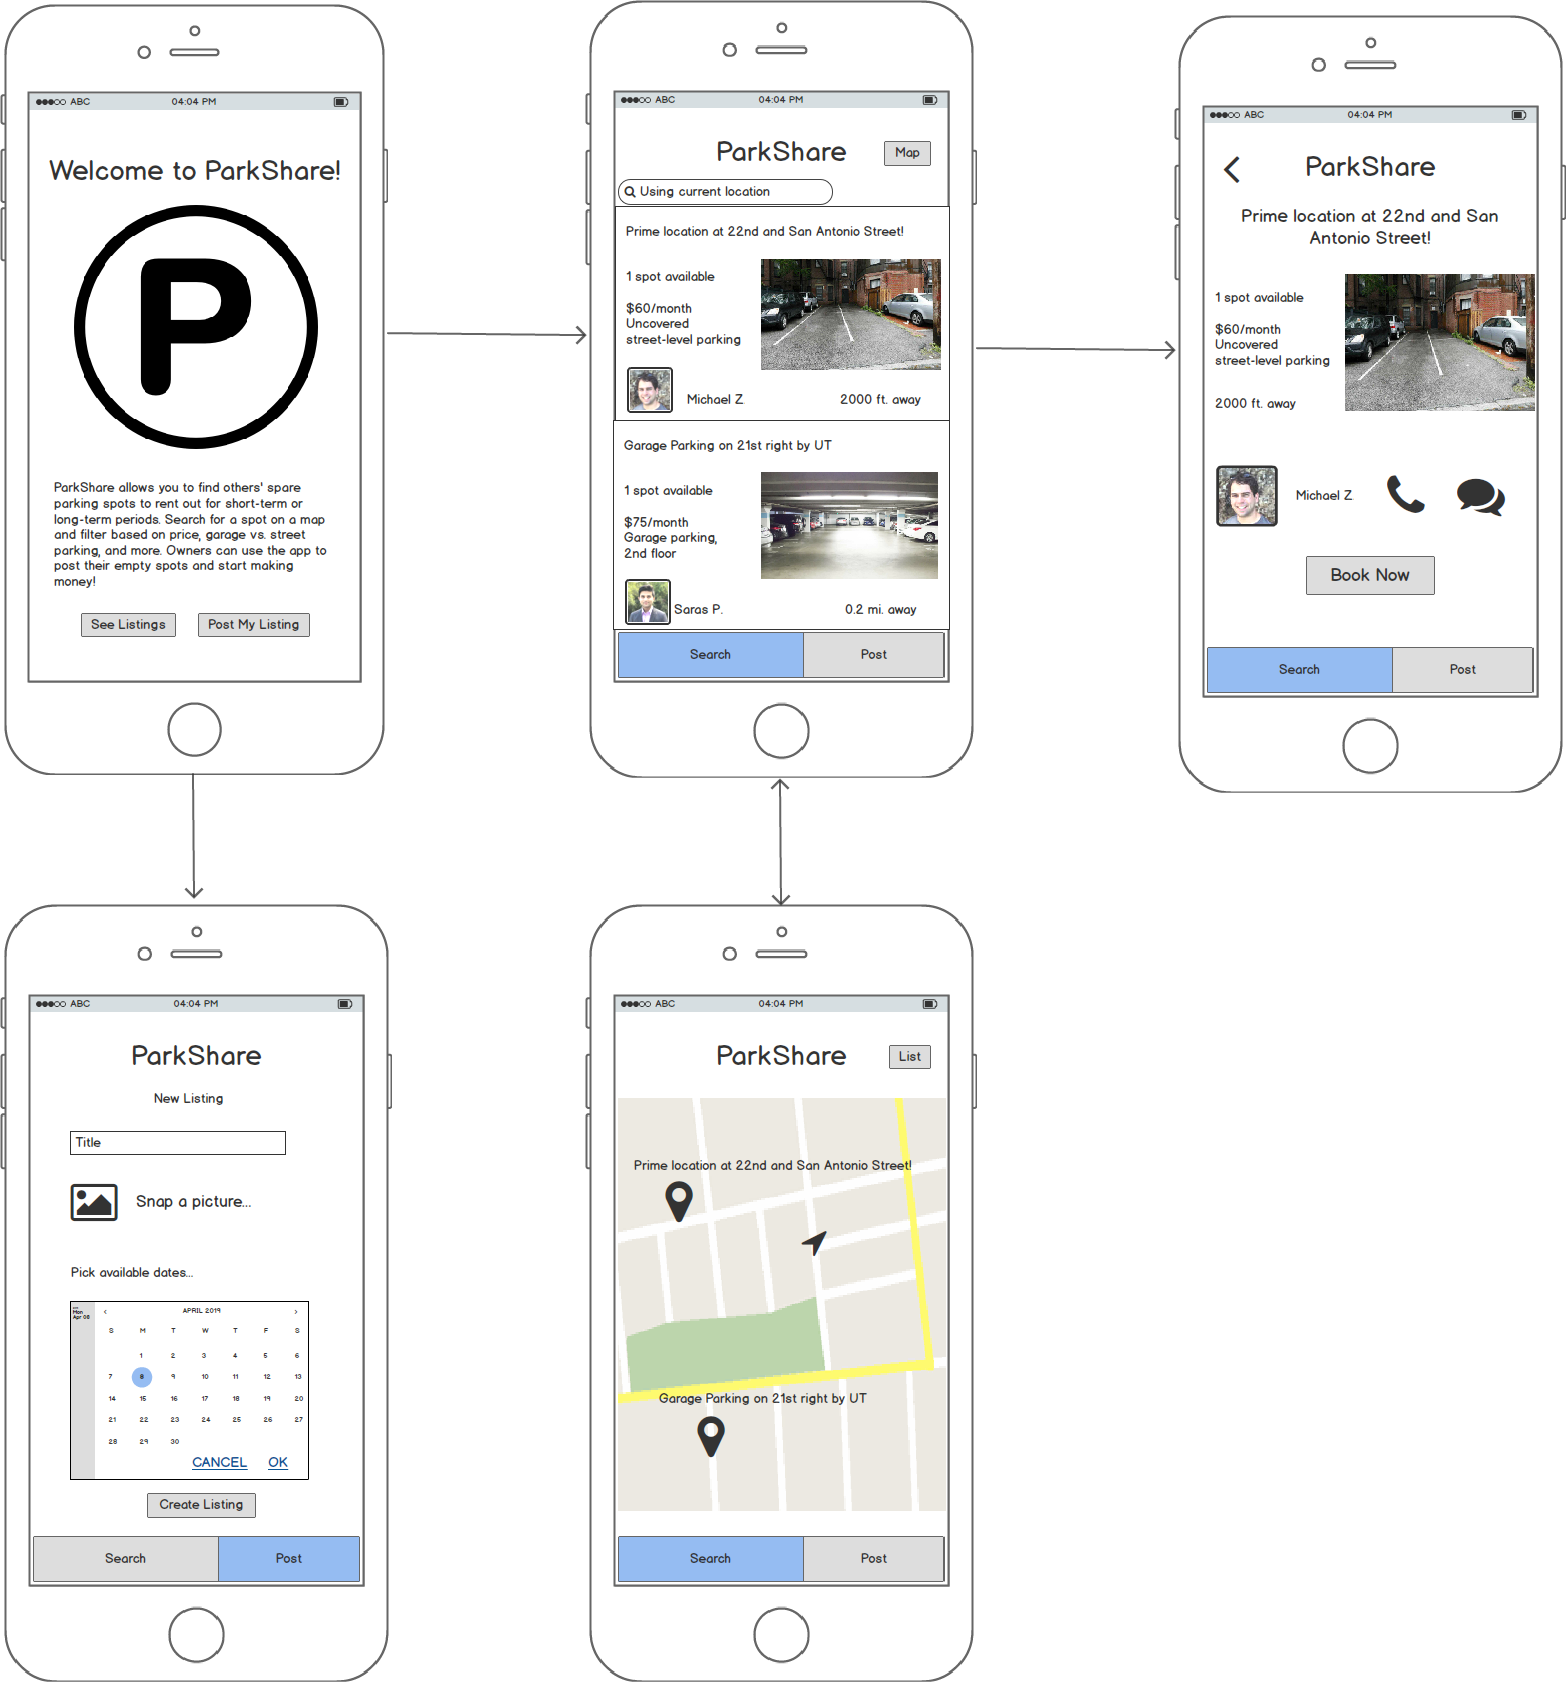 ABC 04:04 PM
Welcome to ParkShare!
P
ParkShare allows you to find others' spare
parking spots to rent out for short-term or
long-term periods. Search for a spot on a map
and filter based on price, garage vs. street
parking, and more. Owners can use the app to
post their empty spots and start making
money!
See Listings Post My Listing
ABC 04:04 PM
ParkShare Map
Using current location
Prime location at 22nd and San Antonio Street!
1 spot available
$60/month
Uncovered
street-level parking
Michael Z. 2000 ft. away
Garage Parking on 21st right by UT
1 spot available
$75/month
Garage parking,
2nd floor
Saras P. 0.2 mi. away
Search Post
ABC 04:04 PM
ParkShare
Prime location at 22nd and San
Antonio Street!
1 spot available
$60/month
Uncovered
street-level parking
2000 ft. away
Michael Z.
Book Now
Search Post
ABC 04:04 PM
ParkShare
New Listing
Title
Snap a picture...
Pick available dates...
Mon
Apr 08
< APRIL 2019 >
S M T W T F S
1 2 3 4 5 6
7 8 9 10 11 12 13
14 15 16 17 18 19 20
21 22 23 24 25 26 27
28 29 30
CANCEL OK
Create Listing
Search Post
ABC 04:04 PM
ParkShare List
Prime location at 22nd and San Antonio Street!
Garage Parking on 21st right by UT
Search Post